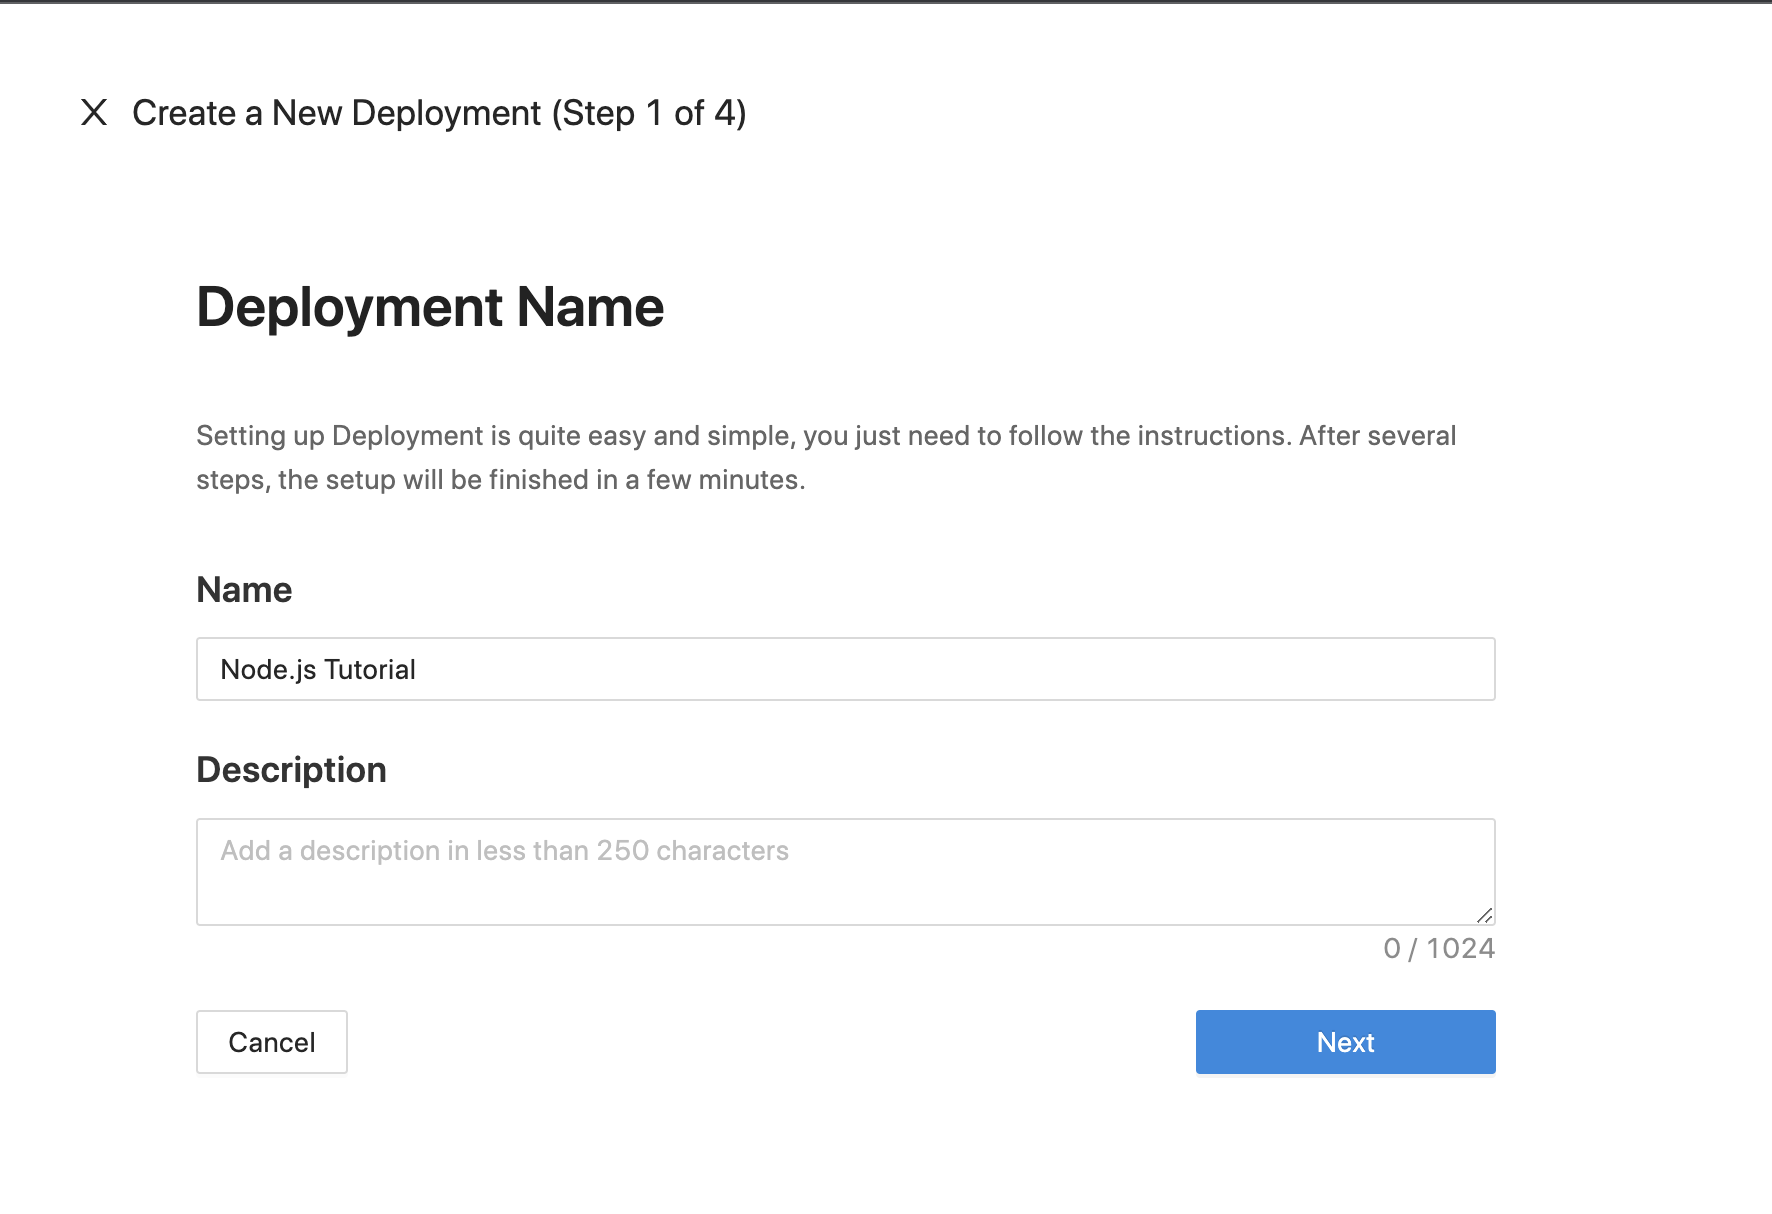 X Create a New Deployment (Step 1 of 4)
Deployment Name
Setting up Deployment is quite easy and simple, you just need to follow the instructions. After several
steps, the setup will be finished in a few minutes.
Name
Node.js Tutorial
Description
Add a description in less than 250 characters
0 / 1024
Cancel
Next